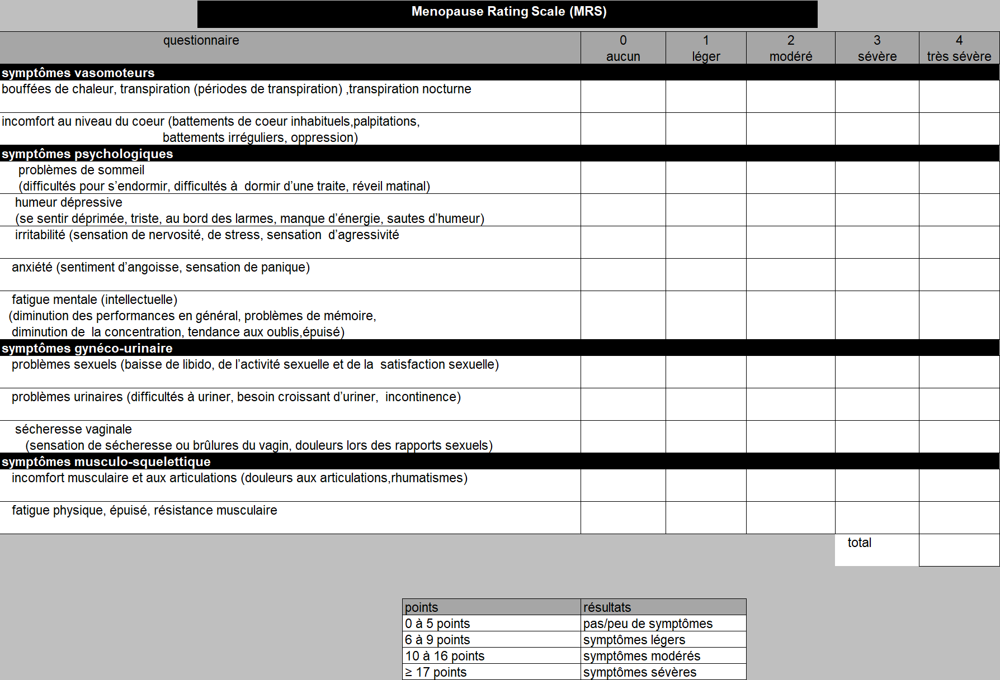 Menopause Rating Scale (MRS)
questionnaire 0 1 2 3 4
aucun léger modéré sévère très sévère
symptômes vasomoteurs
bouffées de chaleur, transpiration (périodes de transpiration) ,transpiration nocturne
incomfort au niveau du coeur (battements de coeur inhabituels,palpitations,
battements irréguliers, oppression)
symptômes psychologiques
problèmes de sommeil
(difficultés pour s’endormir, difficultés à  dormir d’une traite, réveil matinal)
humeur dépressive
(se sentir déprimée, triste, au bord des larmes, manque d’énergie, sautes d’humeur)
irritabilité (sensation de nervosité, de stress, sensation  d’agressivité
anxiété (sentiment d’angoisse, sensation de panique)
fatigue mentale (intellectuelle)
(diminution des performances en général, problèmes de mémoire,
diminution de  la concentration, tendance aux oublis,épuisé)
symptômes gynéco-urinaire
problèmes sexuels (baisse de libido, de l’activité sexuelle et de la  satisfaction sexuelle)
problèmes urinaires (difficultés à uriner, besoin croissant d’uriner,  incontinence)
sécheresse vaginale
(sensation de sécheresse ou brûlures du vagin, douleurs lors des rapports sexuels)
symptômes musculo-squelettique
incomfort musculaire et aux articulations (douleurs aux articulations,rhumatismes)
fatigue physique, épuisé, résistance musculaire
total
points résultats
0 à 5 points pas/peu de symptômes
6 à 9 points symptômes légers
10 à 16 points symptômes modérés
≥ 17 points symptômes sévères